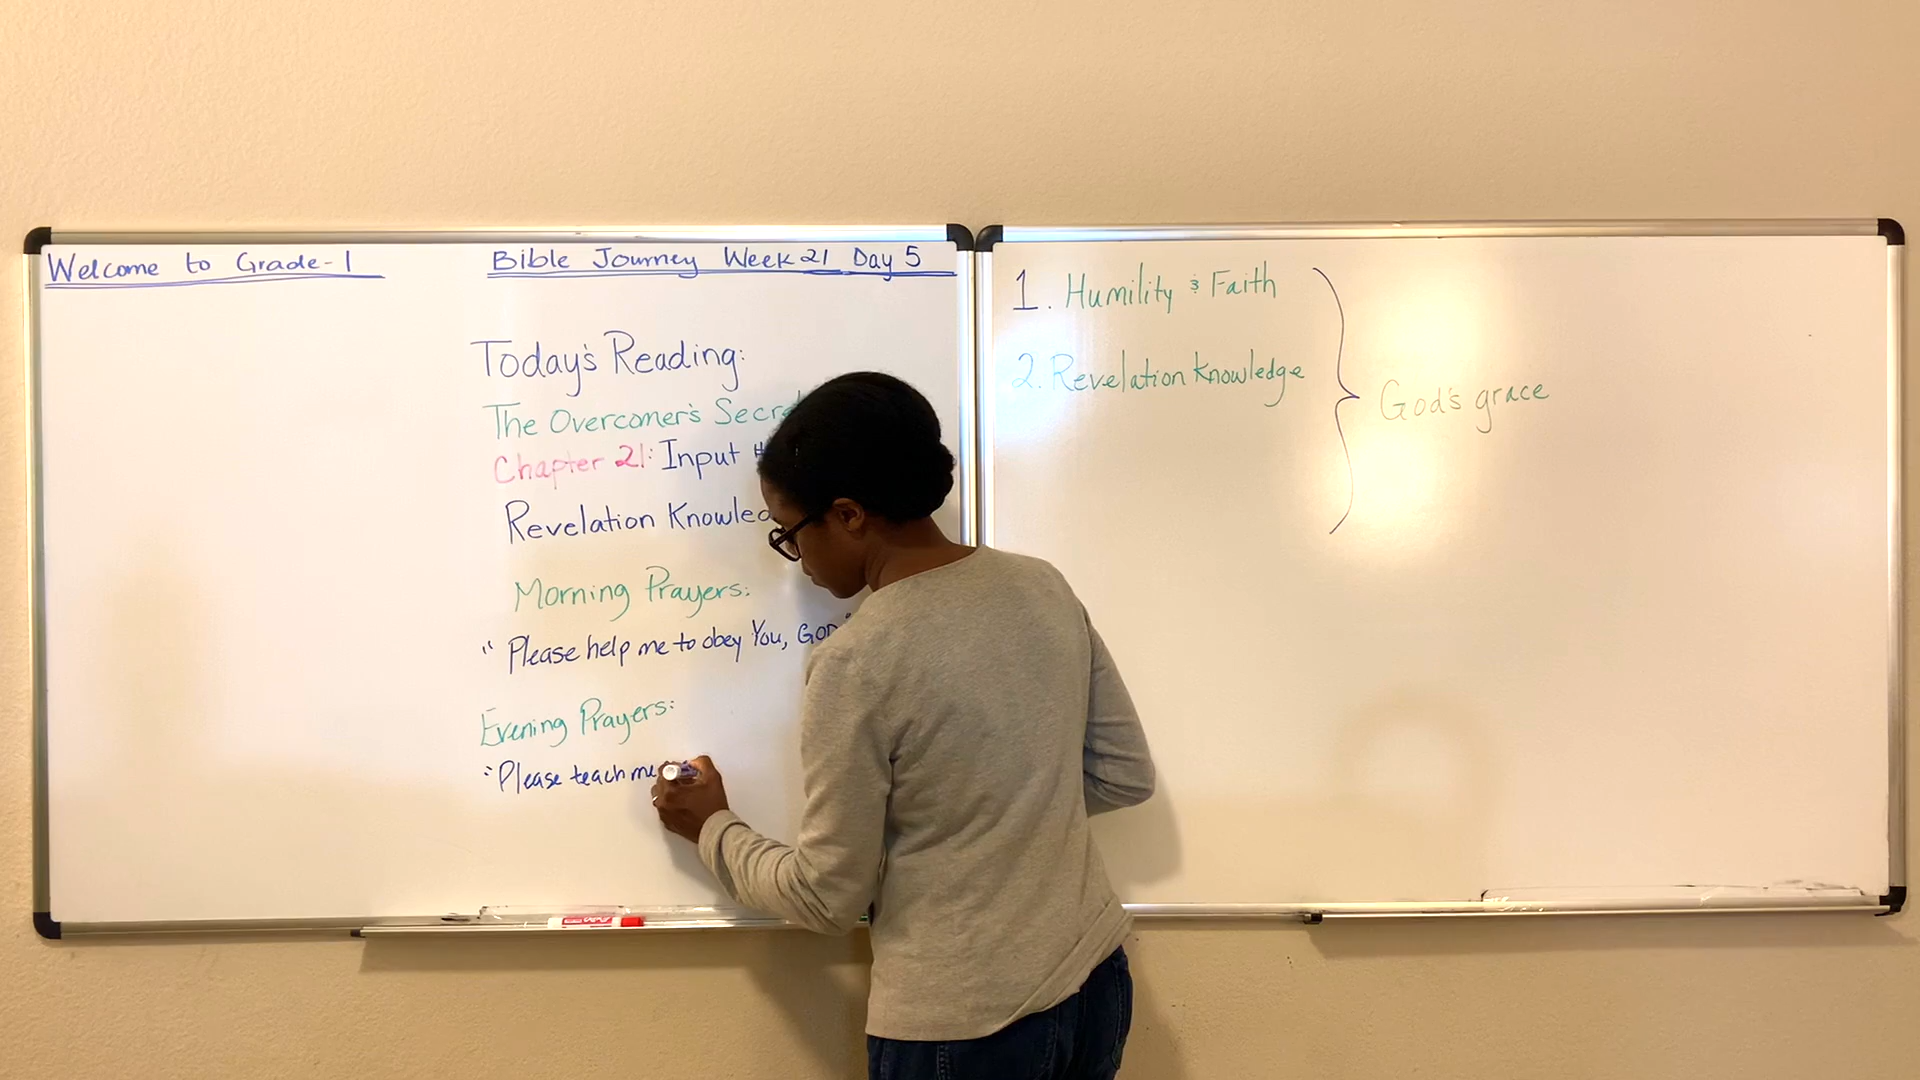 Welcome to Grade-1
Bible Journey Week 21 Day 5
Today's Reading:
The Overcomer's
Chapter 21: Input
Revelation
Morning Prayers:
" Please help me to obey You, God"
Evening Prayers:
"Please teach me
1. Humility & Faith
2. Revelation Knowledge
God's grace